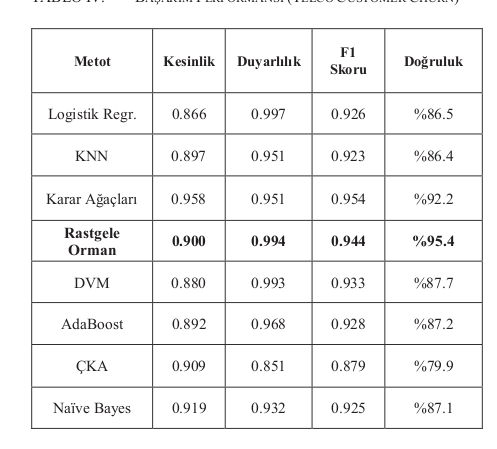 TABLO IV. BAŞARIM PERFORMANSI (TELCO CUSTOMER CHURN)
Metot Kesinlik Duyarlılık F1 Skoru Doğruluk
Logistik Regr. 0.866 0.997 0.926 %86.5
KNN 0.897 0.951 0.923 %86.4
Karar Ağaçları 0.958 0.951 0.954 %92.2
Rastgele Orman 0.900 0.994 0.944 %95.4
DVM 0.880 0.993 0.933 %87.7
AdaBoost 0.892 0.968 0.928 %87.2
ÇKA 0.909 0.851 0.879 %79.9
Naïve Bayes 0.919 0.932 0.925 %87.1